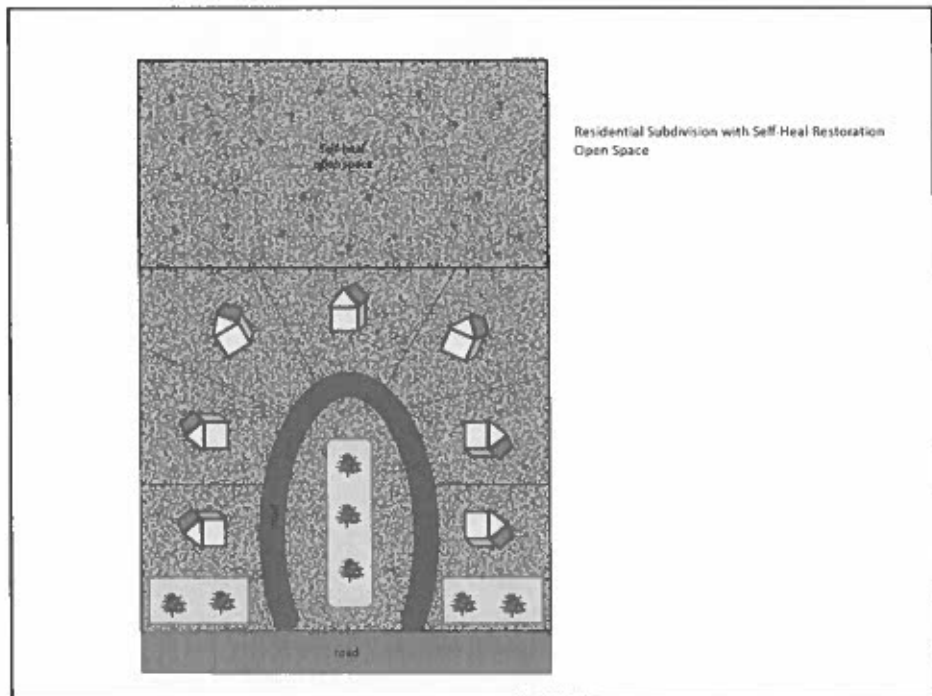 Self-heal
open space
Residential Subdivision with Self-Heal Restoration
Open Space
road